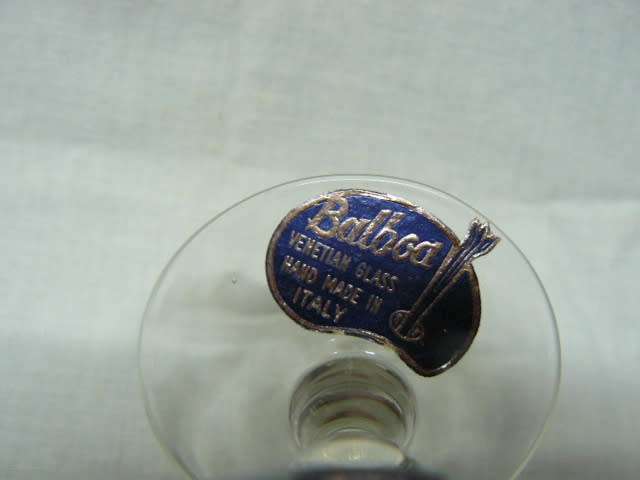 Balboa
VENETIAN GLASS
HAND MADE IN
ITALY